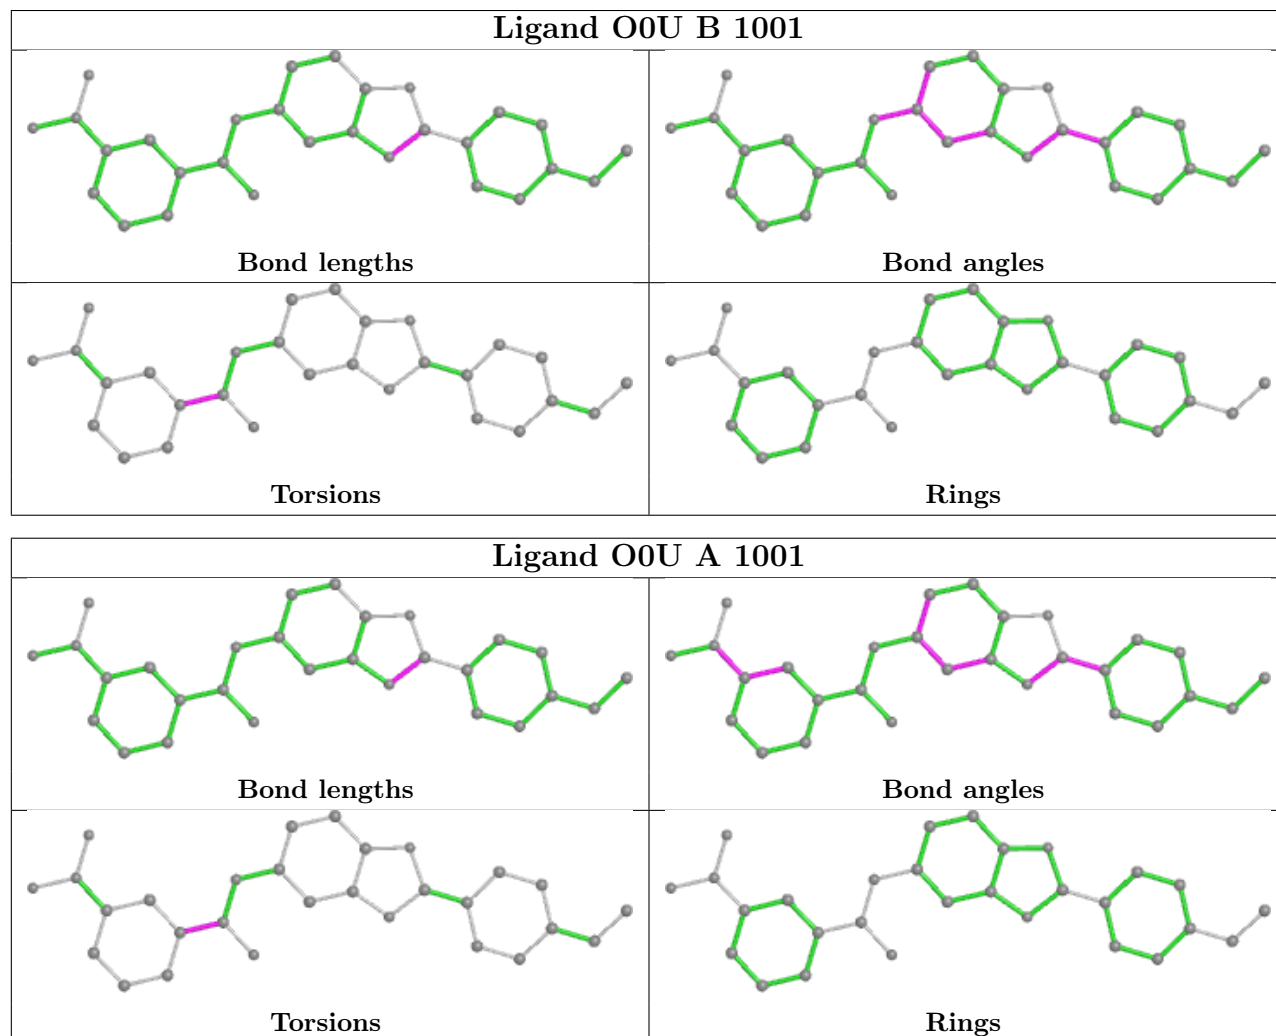 Ligand O0U B 1001
Bond lengths
Bond angles
Torsions
Rings
Ligand O0U A 1001
Bond lengths
Bond angles
Torsions
Rings